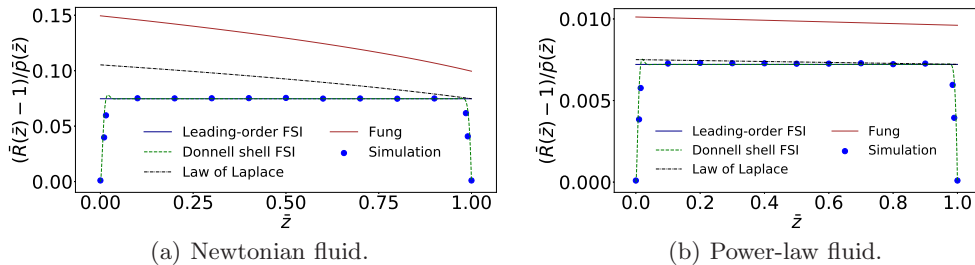 0.15
0.10
0.05
0.00
(R̄(z̄) − 1)/p̄(z̄)
Leading-order FSI
Donnell shell FSI
Law of Laplace
Fung
Simulation
0.00 0.25 0.50 0.75 1.00
z̄
(a) Newtonian fluid.
0.010
0.005
0.000
(R̄(z̄) − 1)/p̄(z̄)
Leading-order FSI
Donnell shell FSI
Law of Laplace
Fung
Simulation
0.0 0.2 0.4 0.6 0.8 1.0
z̄
(b) Power-law fluid.